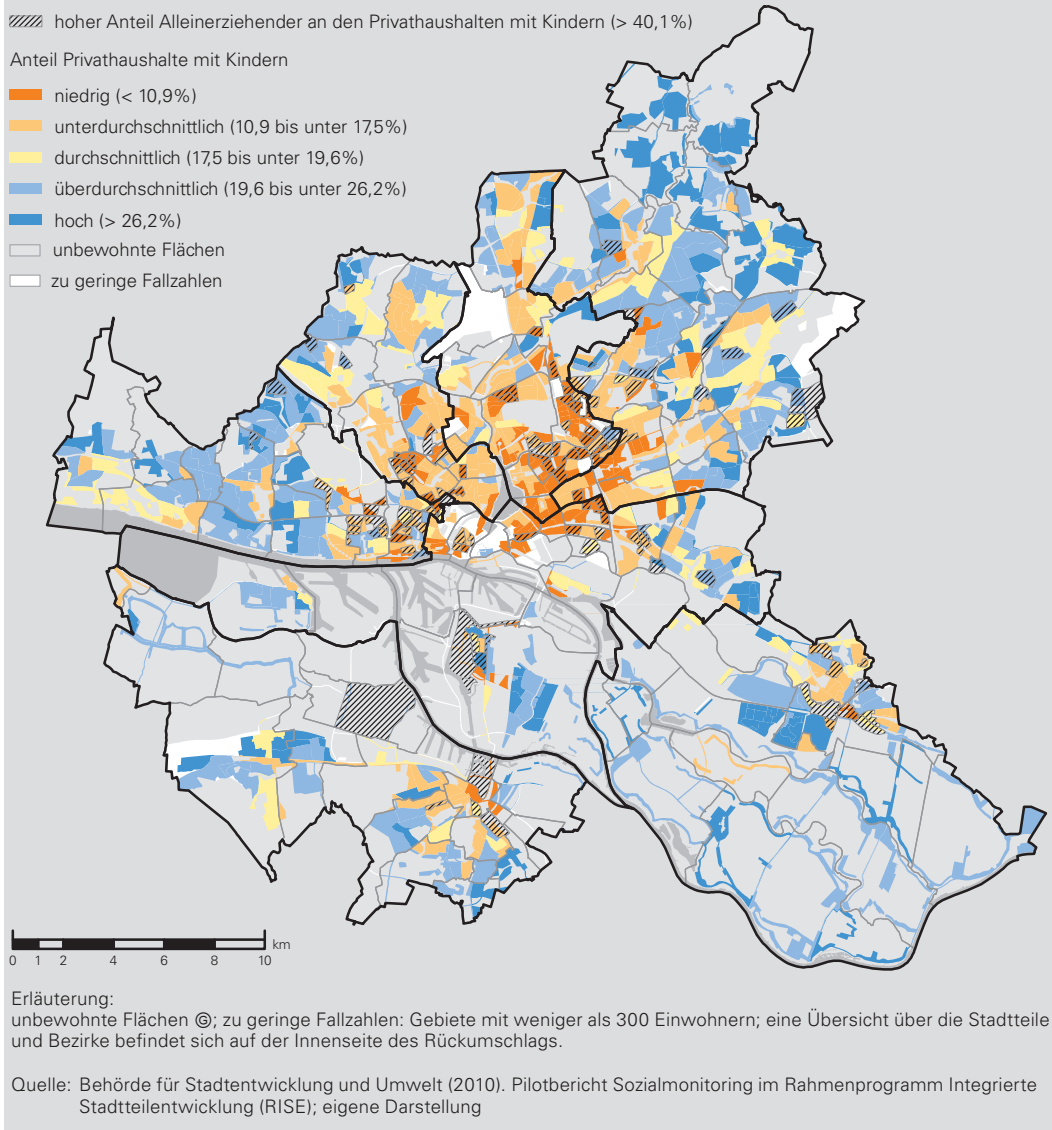 hoher Anteil Alleinerziehender an den Privathaushalten mit Kindern (> 40,1%)
Anteil Privathaushalte mit Kindern
niedrig (< 10,9%)
unterdurchschnittlich (10,9 bis unter 17,5%)
durchschnittlich (17,5 bis unter 19,6%)
überdurchschnittlich (19,6 bis unter 26,2%)
hoch (> 26,2%)
unbewohnte Flächen
zu geringe Fallzahlen
km
0 1 2 4 6 8 10
Erläuterung:
unbewohnte Flächen Ⓖ; zu geringe Fallzahlen: Gebiete mit weniger als 300 Einwohnern; eine Übersicht über die Stadtteile
und Bezirke befindet sich auf der Innenseite des Rückumschlags.
Quelle: Behörde für Stadtentwicklung und Umwelt (2010). Pilotbericht Sozialmonitoring im Rahmenprogramm Integrierte
Stadtteilentwicklung (RISE); eigene Darstellung